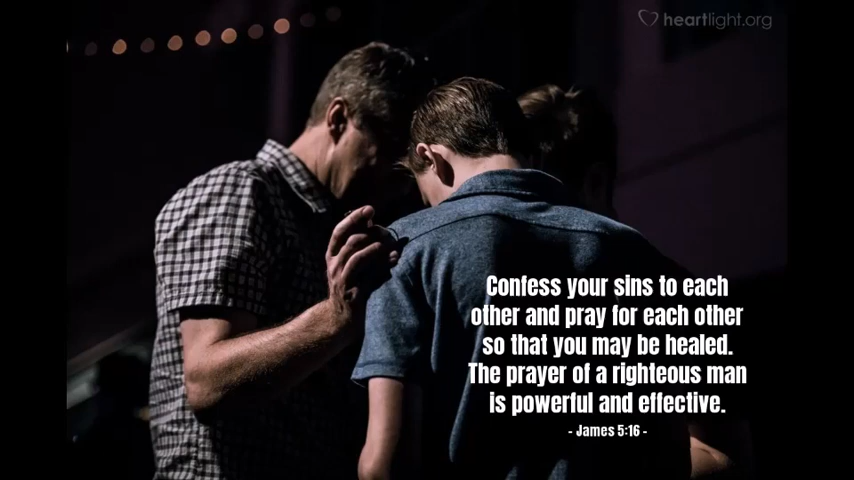 heartlight.org
Confess your sins to each
other and pray for each other
so that you may be healed.
The prayer of a righteous man
is powerful and effective.
- James 5:16 -